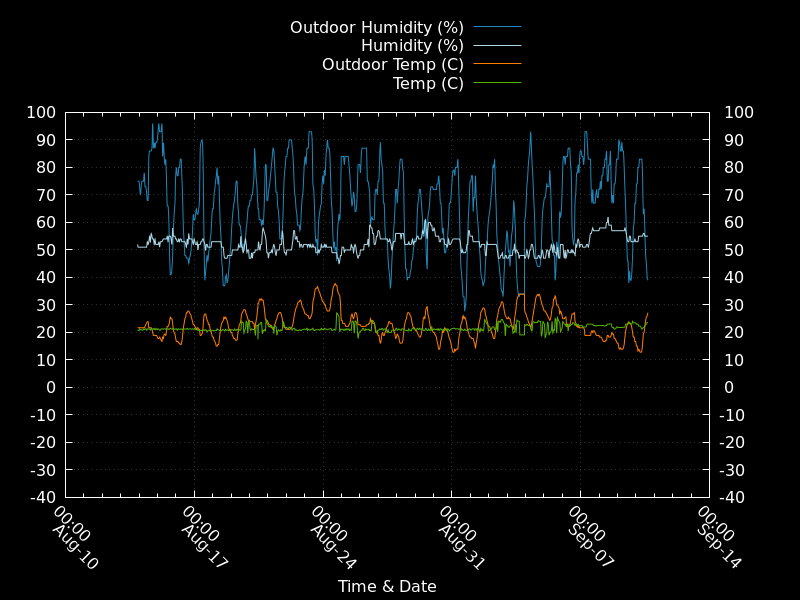 Outdoor Humidity (%)
Humidity (%)
Outdoor Temp (C)
Temp (C)
100 100
90 90
80 80
70 70
60 60
50 50
40 40
30 30
20 20
10 10
0 0
-10 -10
-20 -20
-30 -30
-40 -40
00:00 00:00 00:00 00:00 00:00 00:00
Aug-10 Aug-17 Aug-24 Aug-31 Sep-07 Sep-14
Time & Date